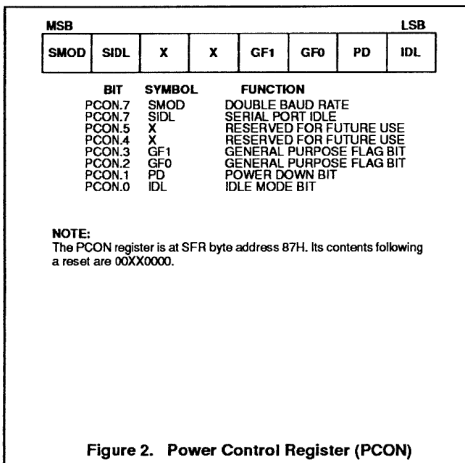 MSB LSB
SMOD SIDL X X GF1 GF0 PD IDL
BIT SYMBOL FUNCTION
PCON.7 SMOD DOUBLE BAUD RATE
PCON.7 SIDL SERIAL PORT IDLE
PCON.5 X RESERVED FOR FUTURE USE
PCON.4 X RESERVED FOR FUTURE USE
PCON.3 GF1 GENERAL PURPOSE FLAG BIT
PCON.2 GF0 GENERAL PURPOSE FLAG BIT
PCON.1 PD POWER DOWN BIT
PCON.0 IDL IDLE MODE BIT
NOTE:
The PCON register is at SFR byte address 87H. Its contents following
a reset are 00XX0000.
Figure 2. Power Control Register (PCON)